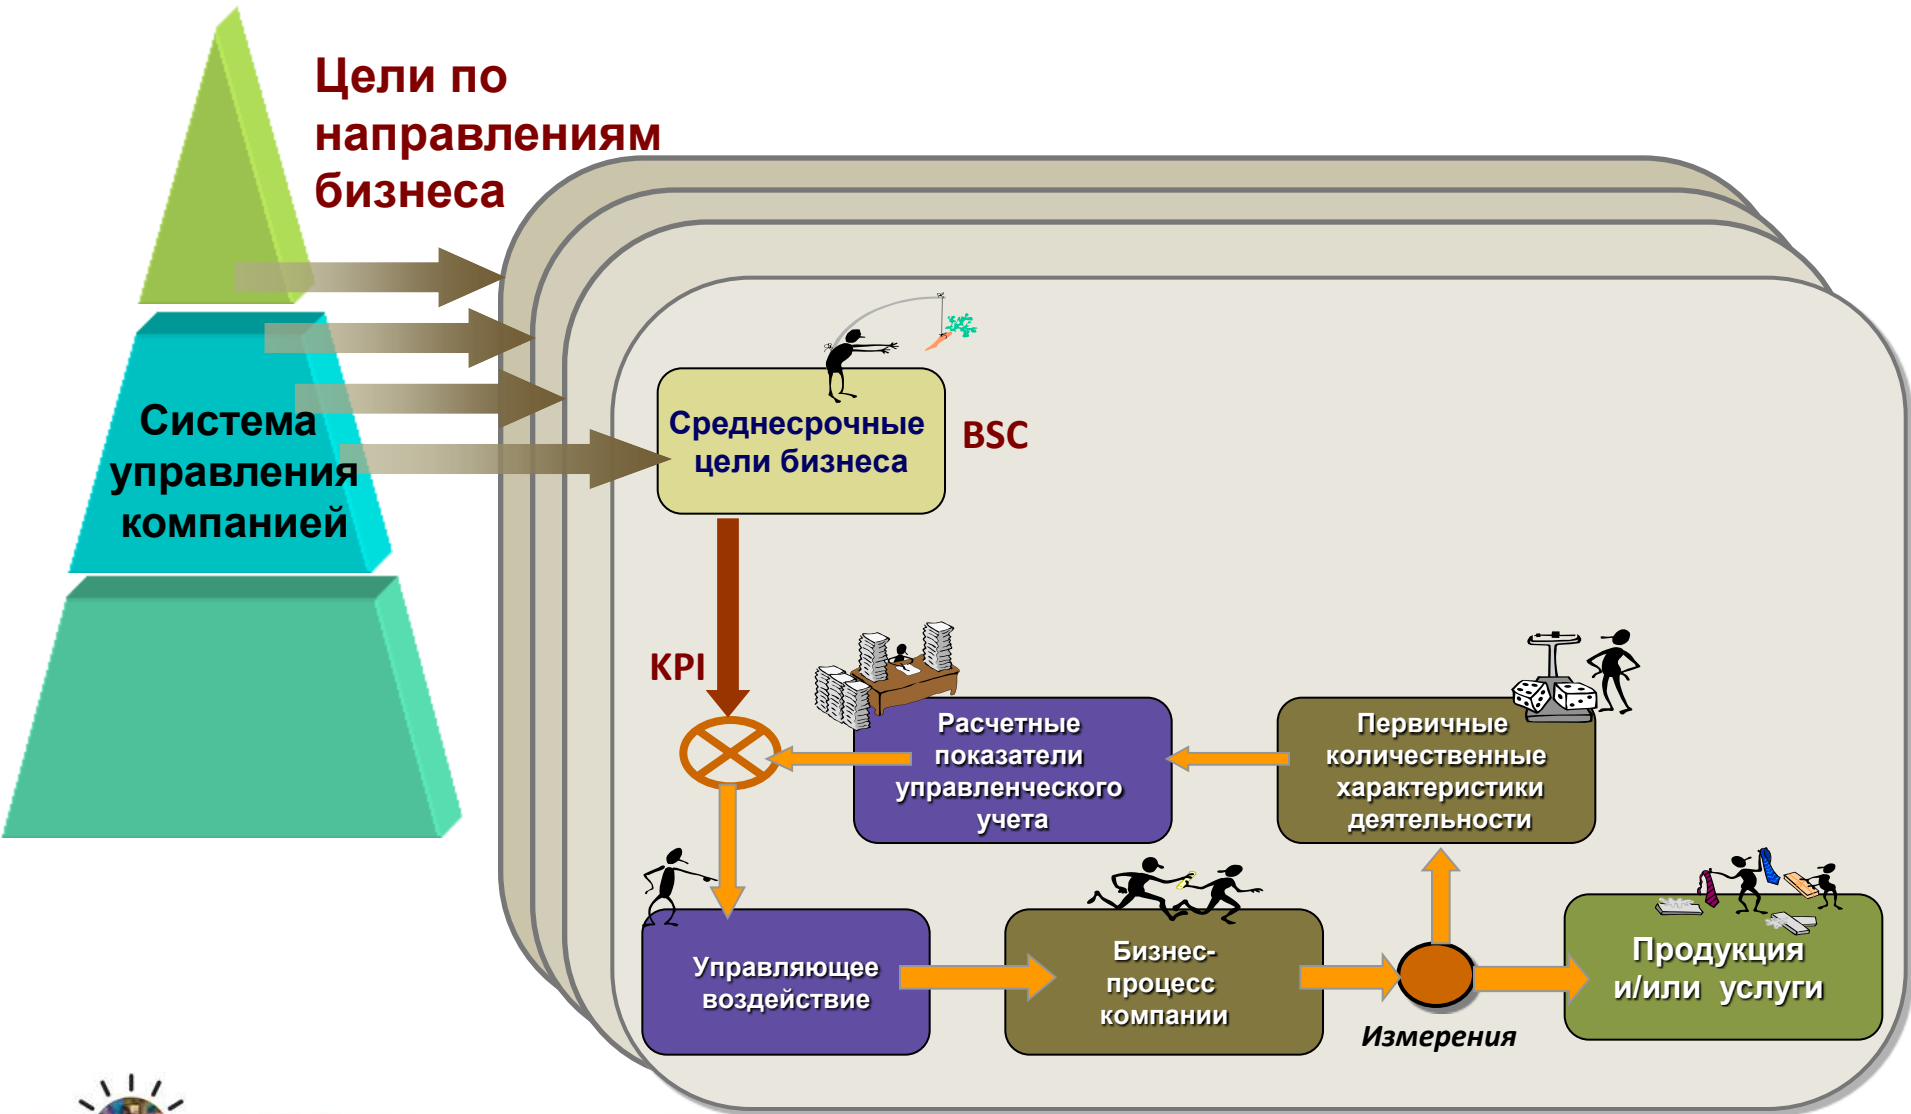 Цели по
направлениям
бизнеса
Система
управления
компанией
Среднесрочные
цели бизнеса
BSC
KPI
Расчетные
показатели
управленческого
учета
Первичные
количественные
характеристики
деятельности
Управляющее
воздействие
Бизнес-
процесс
компании
Измерения
Продукция
и/или услуги